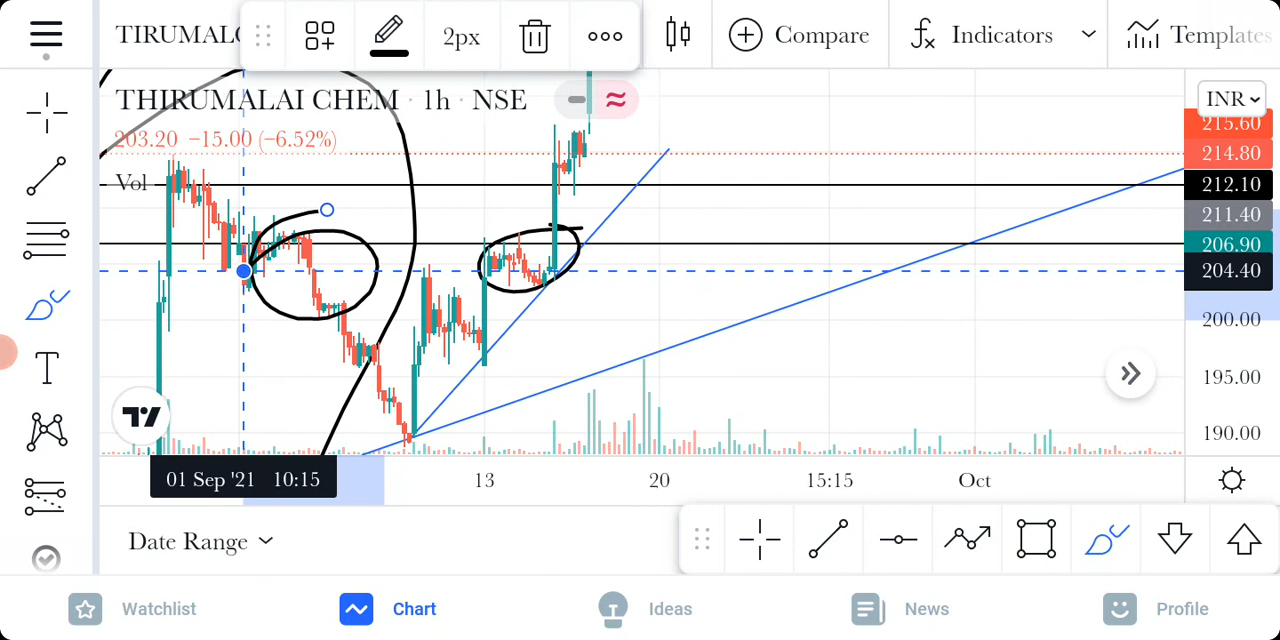 TIRUMAL
2px
Compare
Indicators
Templates
THIRUMALAI CHEM · 1h · NSE
INR
203.20 −15.00 (−6.52%)
Vol
215.60
214.80
212.10
211.40
206.90
204.40
200.00
195.00
190.00
01 Sep '21 10:15
13
20
15:15
Oct
Date Range
Watchlist
Chart
Ideas
News
Profile